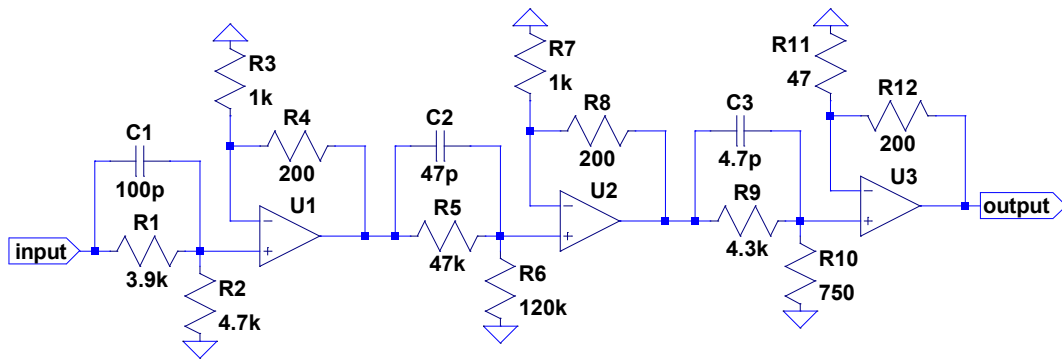 input
C1
100p
R1
3.9k
R2
4.7k
R3
1k
R4
200
U1
C2
47p
R5
47k
R6
120k
R7
1k
R8
200
U2
C3
4.7p
R9
4.3k
R10
750
R11
47
R12
200
U3
output